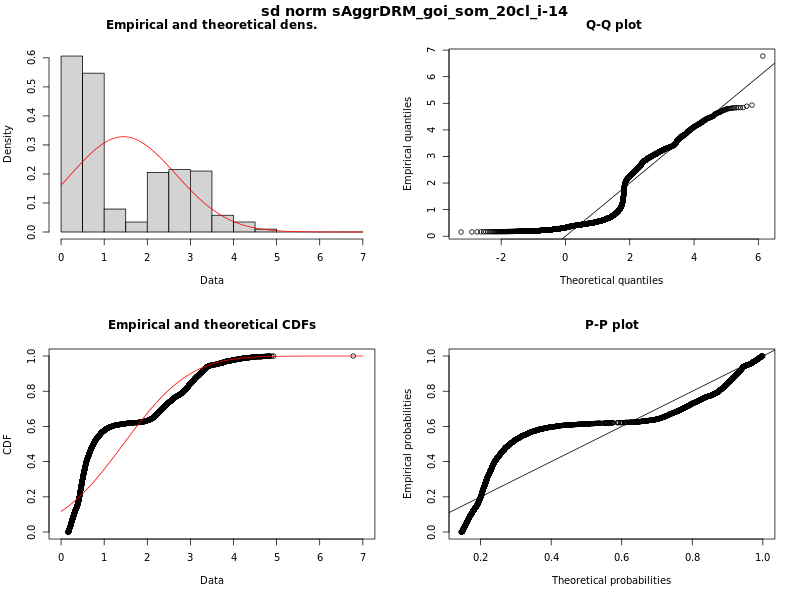 sd norm sAggrDRM_goi_som_20cl_i-14
Empirical and theoretical dens.
Density
0.0 0.1 0.2 0.3 0.4 0.5 0.6
0 1 2 3 4 5 6 7
Data
Q-Q plot
Empirical quantiles
0 1 2 3 4 5 6 7
-2 0 2 4 6
Theoretical quantiles
Empirical and theoretical CDFs
CDF
0.0 0.2 0.4 0.6 0.8 1.0
0 1 2 3 4 5 6 7
Data
P-P plot
Empirical probabilities
0.0 0.2 0.4 0.6 0.8 1.0
0.2 0.4 0.6 0.8 1.0
Theoretical probabilities